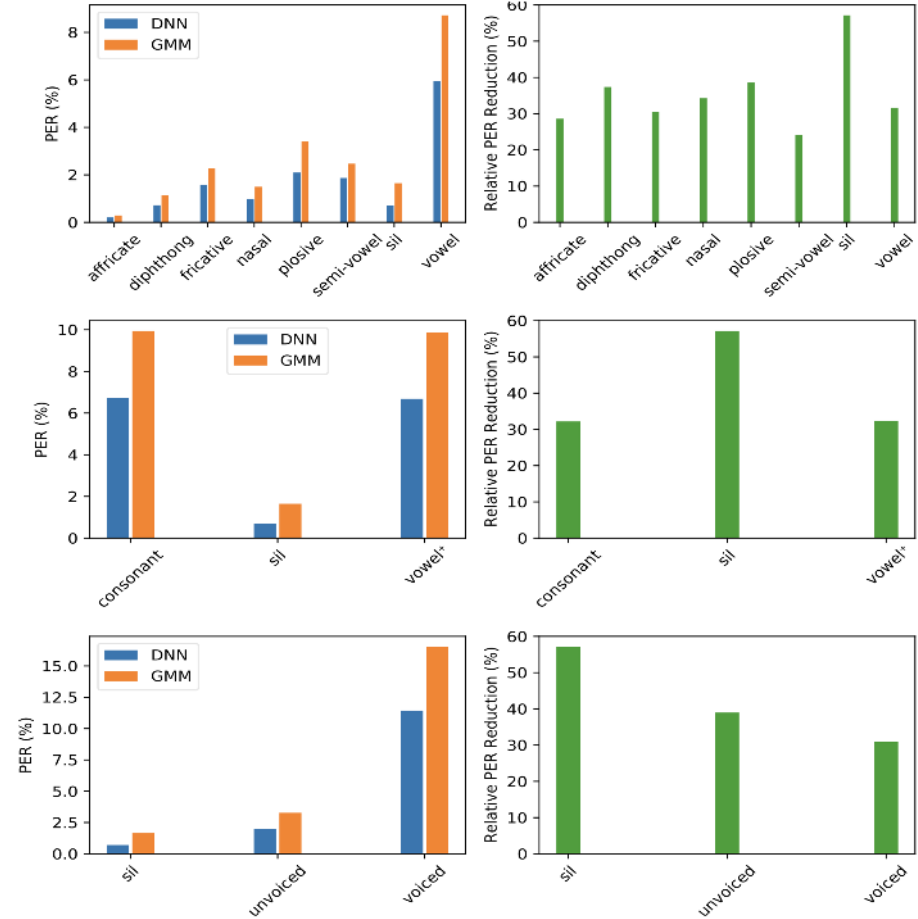 DNN
GMM
PER (%)
8
6
4
2
0
affricate
diphthong
fricative
nasal
plosive
semi-vowel
sil
vowel
Relative PER Reduction (%)
60
50
40
30
20
10
0
affricate
diphthong
fricative
nasal
plosive
semi-vowel
sil
vowel
DNN
GMM
PER (%)
10
8
6
4
2
0
consonant
sil
vowel⁺
Relative PER Reduction (%)
60
50
40
30
20
10
0
consonant
sil
vowel⁺
DNN
GMM
PER (%)
15.0
12.5
10.0
7.5
5.0
2.5
0.0
sil
unvoiced
voiced
Relative PER Reduction (%)
60
50
40
30
20
10
0
sil
unvoiced
voiced